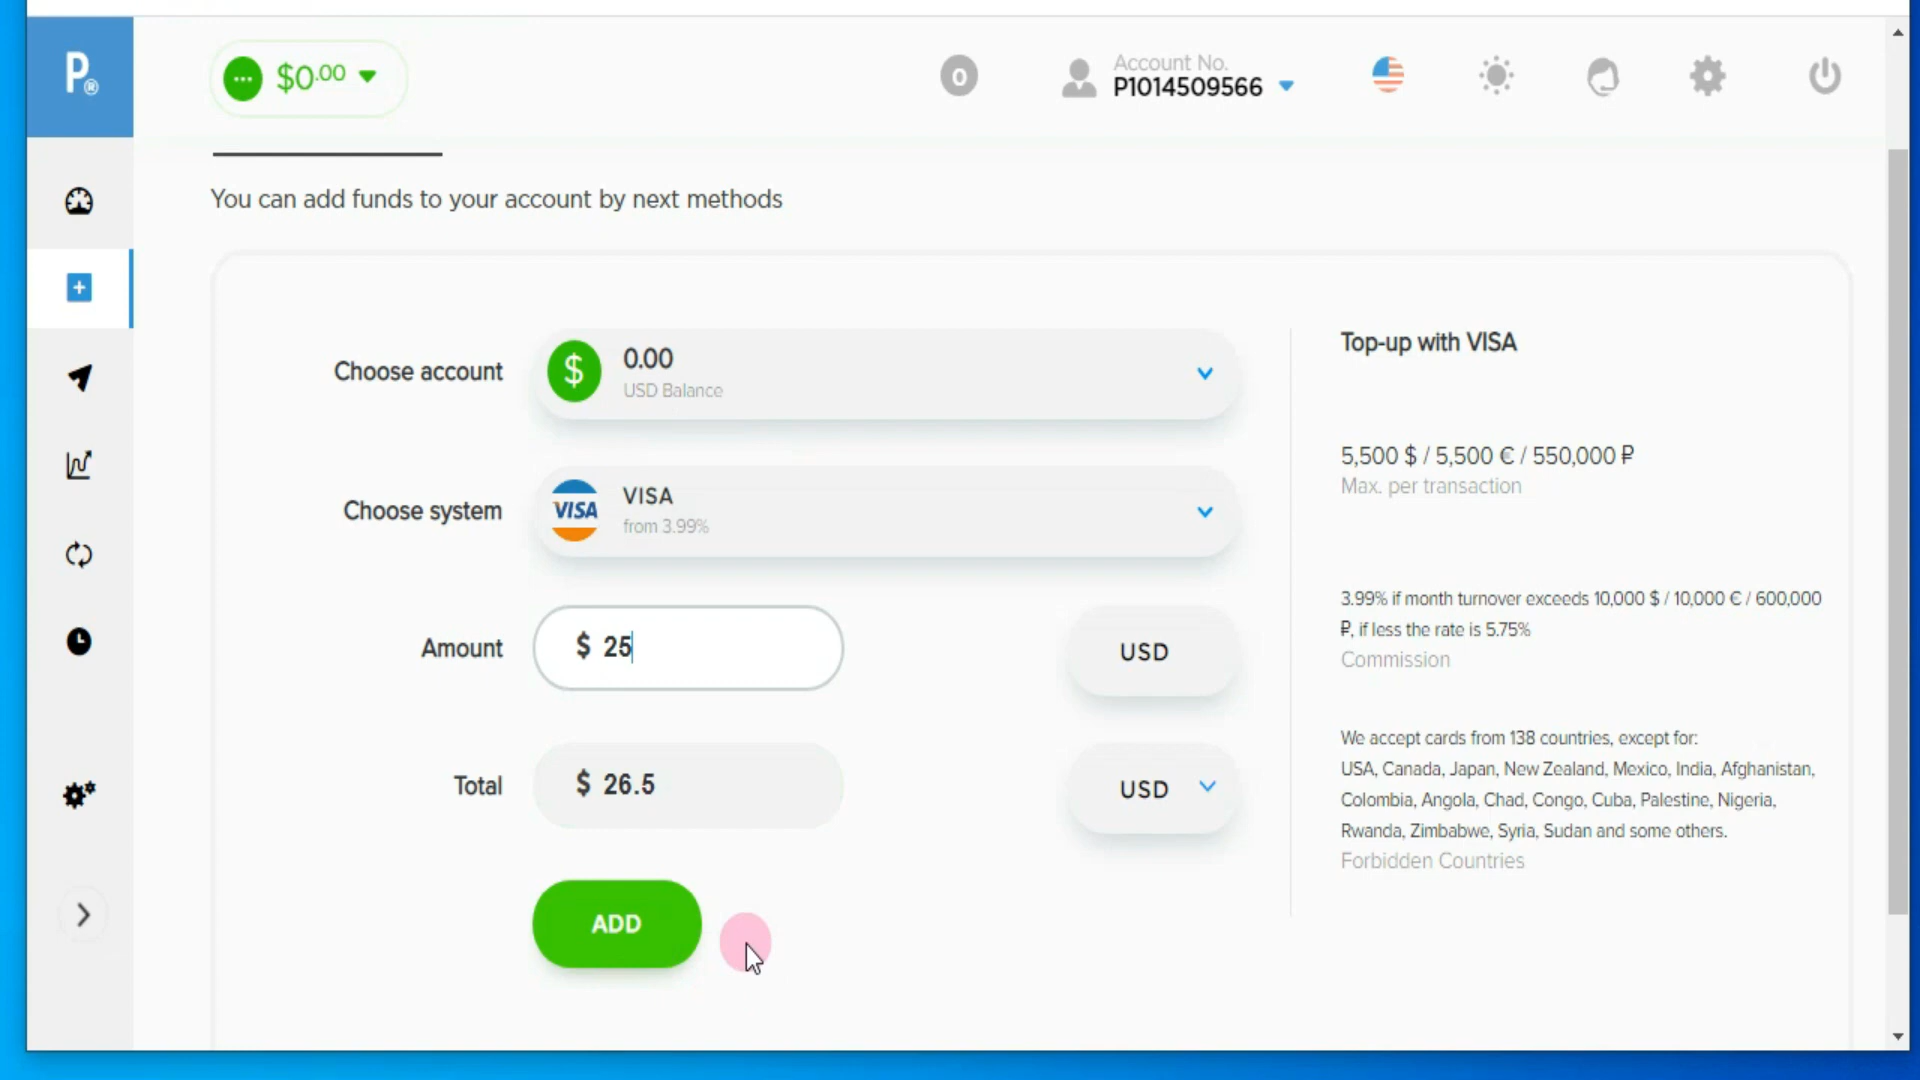 P®
$0.00
0
Account No.
P1014509566
You can add funds to your account by next methods
Choose account
$
0.00
USD Balance
Choose system
VISA
VISA
from 3.99%
Amount
$ 25
USD
Total
$ 26.5
USD
ADD
Top-up with VISA
5,500 $ / 5,500 € / 550,000 ₽
Max. per transaction
3.99% if month turnover exceeds 10,000 $ / 10,000 € / 600,000
₽, if less the rate is 5.75%
Commission
We accept cards from 138 countries, except for:
USA, Canada, Japan, New Zealand, Mexico, India, Afghanistan,
Colombia, Angola, Chad, Congo, Cuba, Palestine, Nigeria,
Rwanda, Zimbabwe, Syria, Sudan and some others.
Forbidden Countries